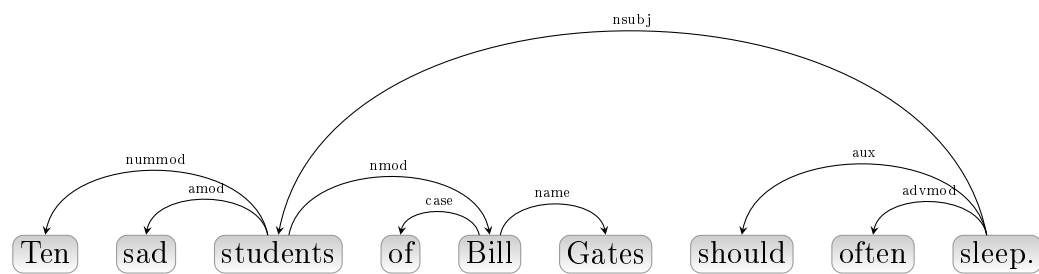 nsubj
nummod nmod aux
amod case name advmod
Ten sad students of Bill Gates should often sleep.